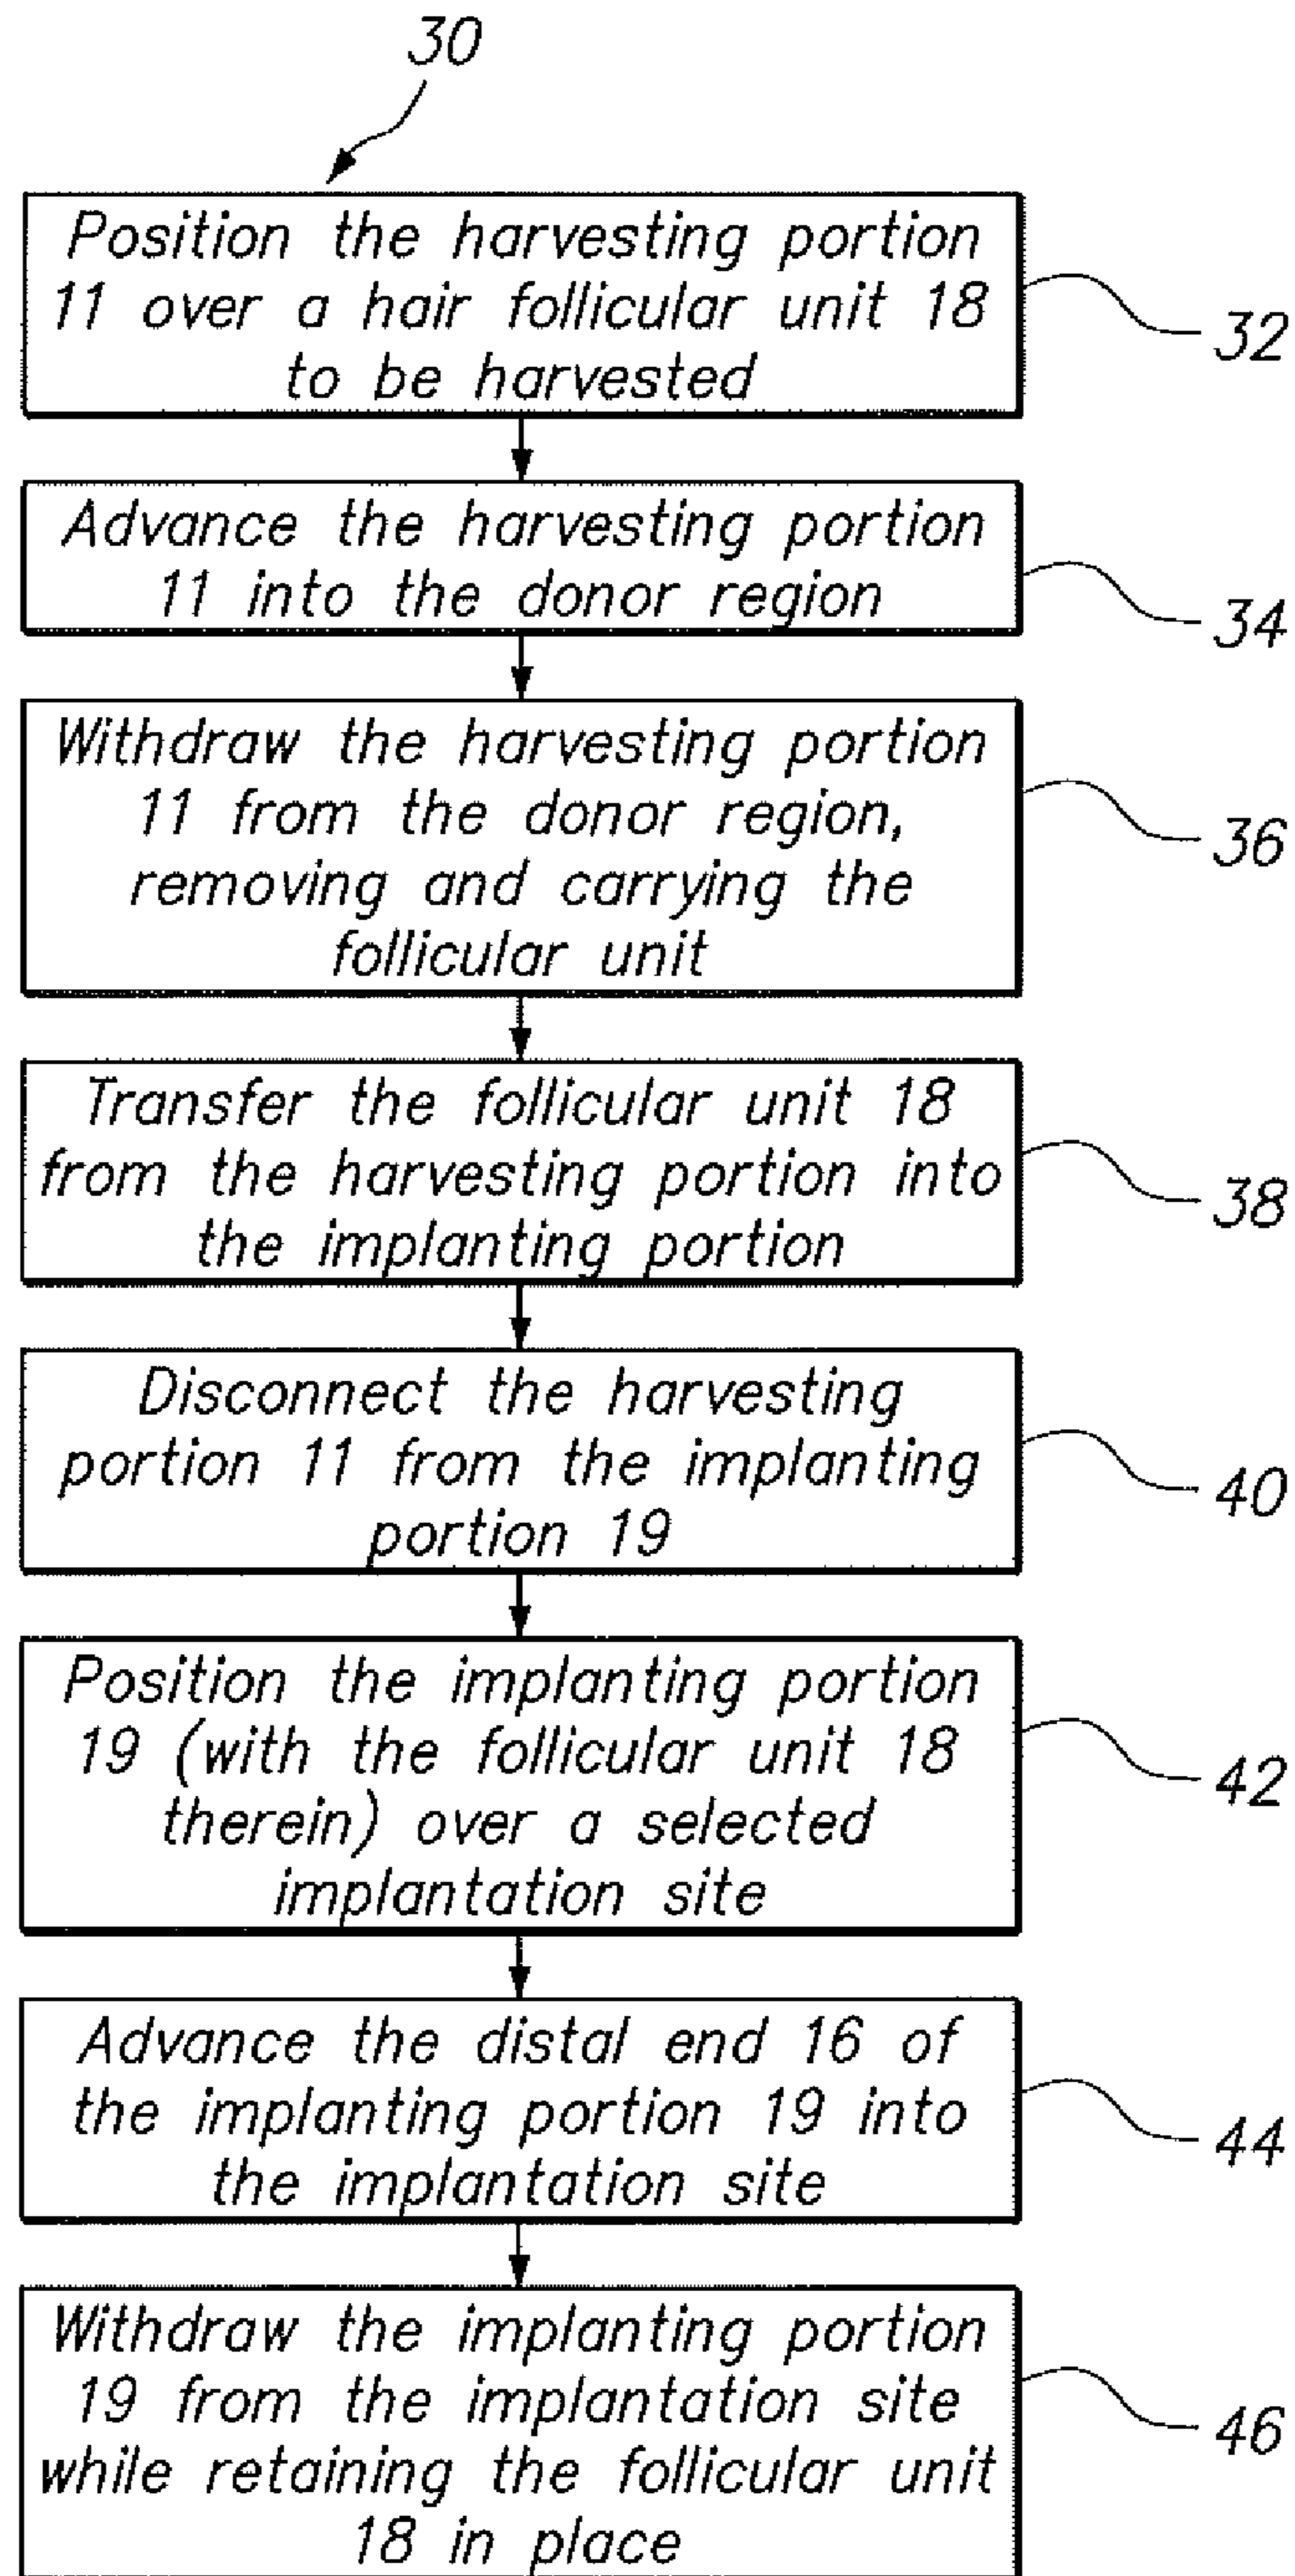 30
Position the harvesting portion
11 over a hair follicular unit 18
to be harvested
32
Advance the harvesting portion
11 into the donor region
34
Withdraw the harvesting portion
11 from the donor region,
removing and carrying the
follicular unit
36
Transfer the follicular unit 18
from the harvesting portion into
the implanting portion
38
Disconnect the harvesting
portion 11 from the implanting
portion 19
40
Position the implanting portion
19 (with the follicular unit 18
therein) over a selected
implantation site
42
Advance the distal end 16 of
the implanting portion 19 into
the implantation site
44
Withdraw the implanting portion
19 from the implantation site
while retaining the follicular unit
18 in place
46